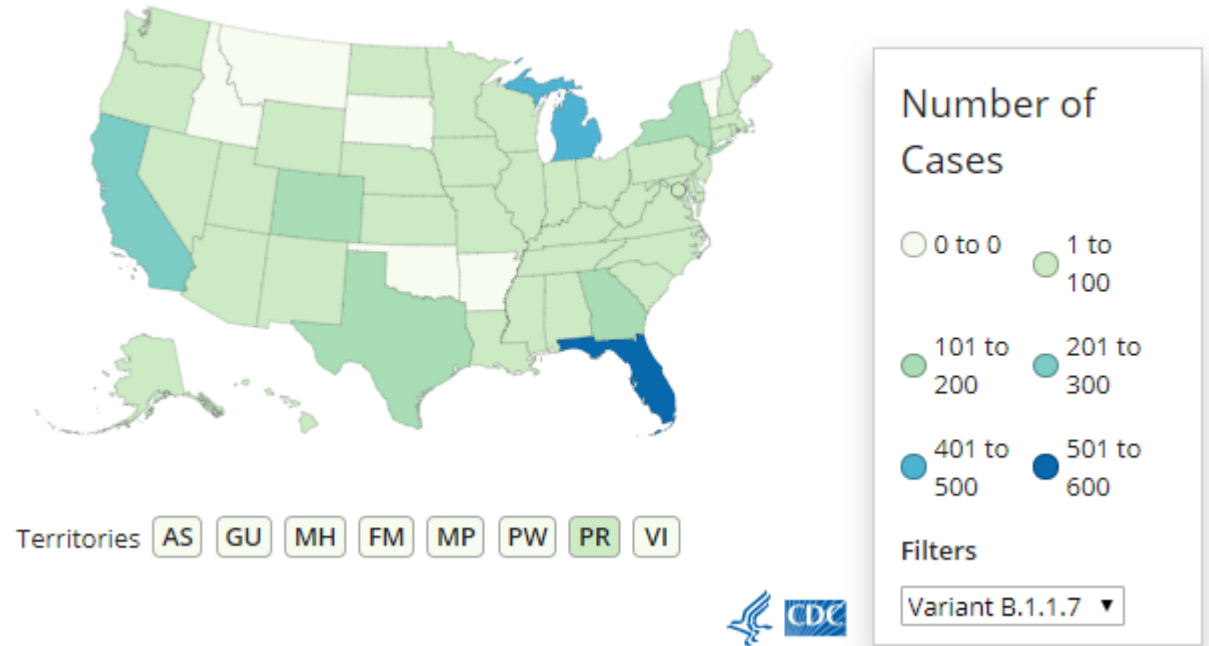 Number of
Cases
0 to 0
1 to
100
101 to
200
201 to
300
401 to
500
501 to
600
Filters
Variant B.1.1.7
Territories AS GU MH FM MP PW PR VI
CDC